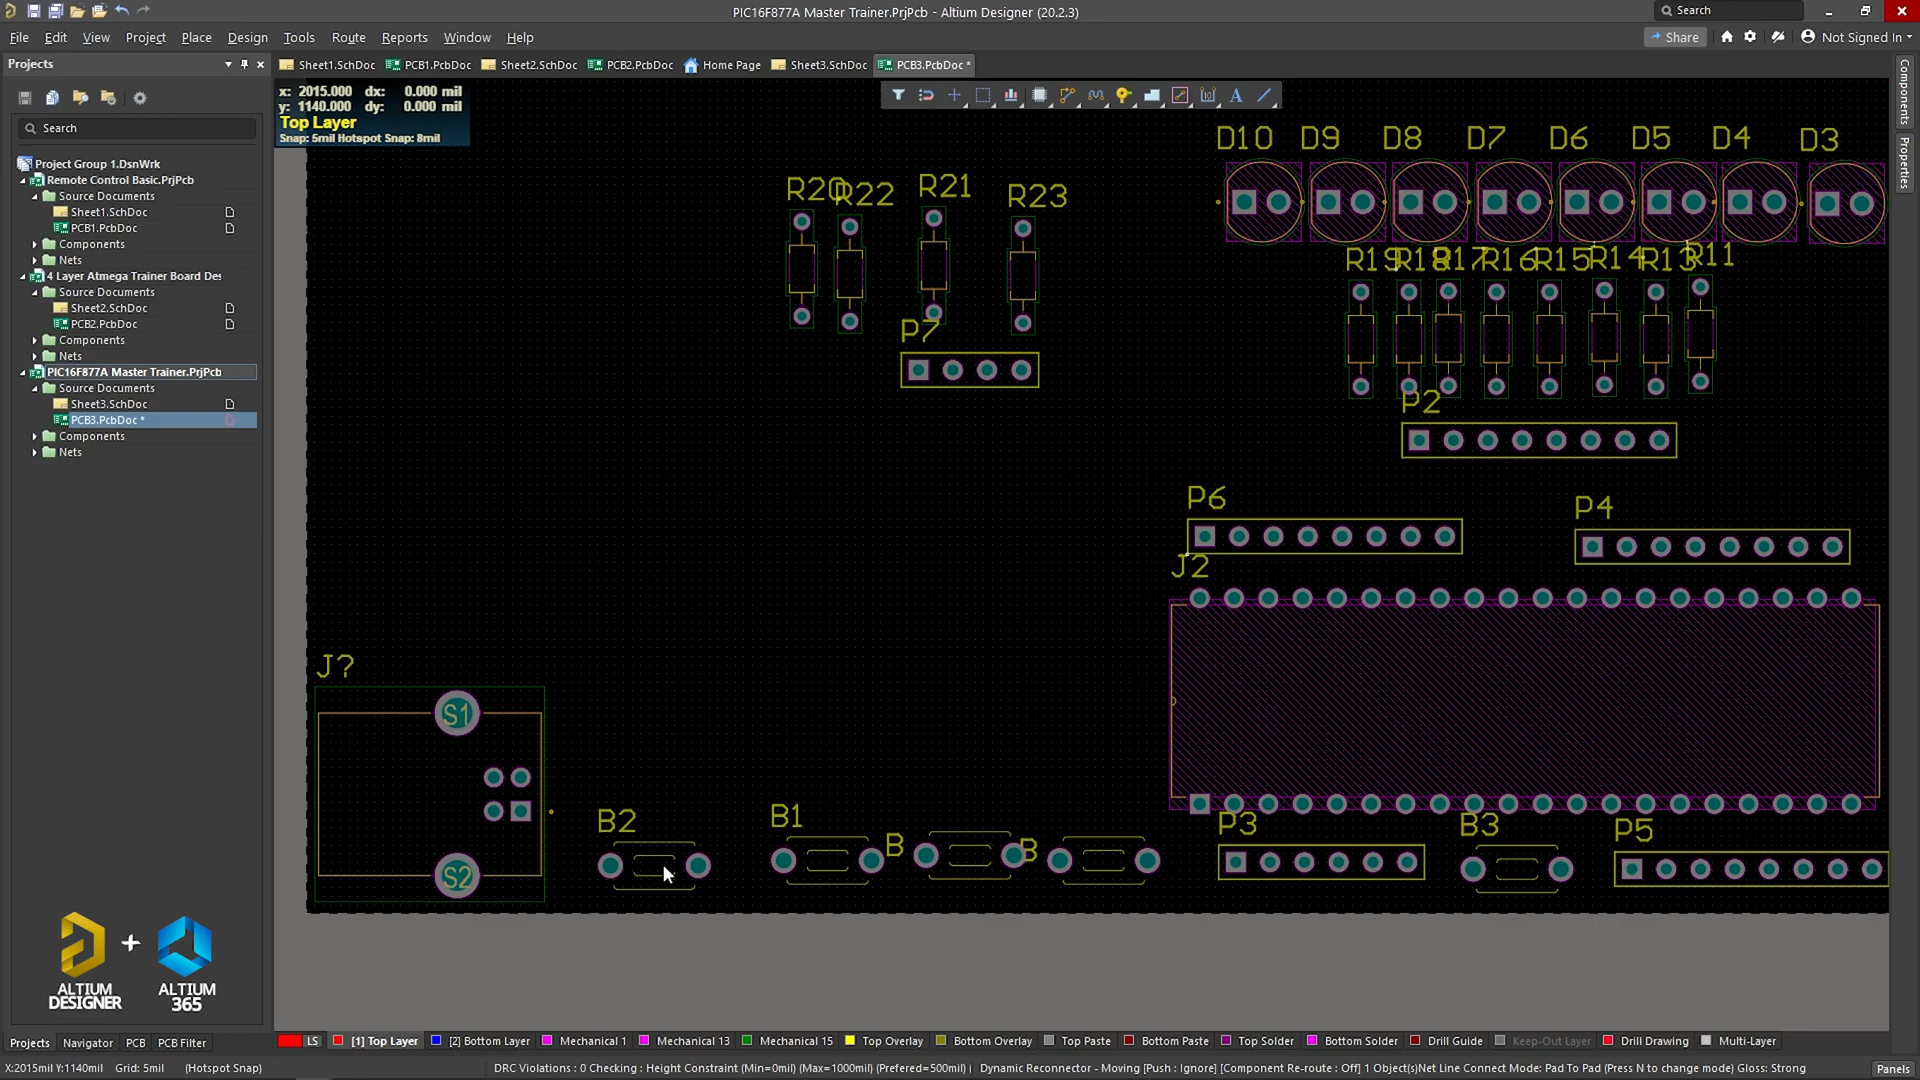 PIC16F877A Master Trainer.PrjPcb - Altium Designer (20.2.3)
Search
File Edit View Project Place Design Tools Route Reports Window Help
Share
Not Signed In
Projects
Sheet1.SchDoc PCB1.PcbDoc Sheet2.SchDoc PCB2.PcbDoc Home Page Sheet3.SchDoc PCB3.PcbDoc *
x: 2015.000 dx: 0.000 mil
y: 1140.000 dy: 0.000 mil
Top Layer
Snap: 5mil Hotspot Snap: 8mil
Search
Project Group 1.DsnWrk
Remote Control Basic.PrjPcb
Source Documents
Sheet1.SchDoc
PCB1.PcbDoc
Components
Nets
4 Layer Atmega Trainer Board Des
Source Documents
Sheet2.SchDoc
PCB2.PcbDoc
Components
Nets
PIC16F877A Master Trainer.PrjPcb
Source Documents
Sheet3.SchDoc
PCB3.PcbDoc *
Components
Nets
Components
Properties
D10 D9 D8 D7 D6 D5 D4 D3
R20 R22 R21 R23
R19 R18 R17 R16 R15 R14 R13 R11
P7
P2
P6
P4
J2
J?
S1
S2
B2 B1 B B P3 B3 P5
ALTIUM DESIGNER + ALTIUM 365
Projects Navigator PCB PCB Filter
LS [1] Top Layer [2] Bottom Layer Mechanical 1 Mechanical 13 Mechanical 15 Top Overlay Bottom Overlay Top Paste Bottom Paste Top Solder Bottom Solder Drill Guide Keep-Out Layer Drill Drawing Multi-Layer
X:2015mil Y:1140mil Grid: 5mil (Hotspot Snap) DRC Violations : 0 Checking : Height Constraint (Min=0mil) (Max=1000mil) (Prefered=500mil) Dynamic Reconnector - Moving [Push : Ignore] [Component Re-route : Off] 1 Object(s)Net Line Connect Mode: Pad To Pad (Press N to change mode) Gloss: Strong Panels